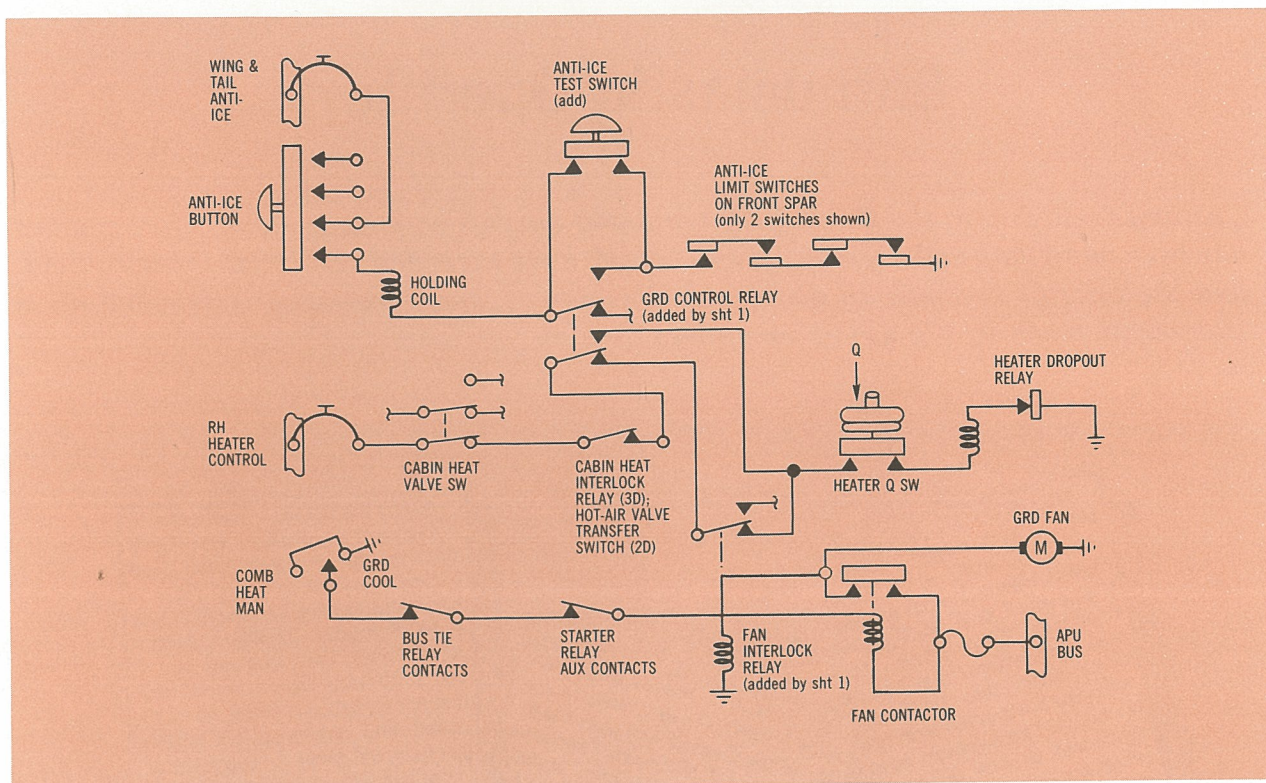 WING &
TAIL
ANTI-
ICE
ANTI-ICE
TEST SWITCH
(add)
ANTI-ICE
BUTTON
ANTI-ICE
LIMIT SWITCHES
ON FRONT SPAR
(only 2 switches shown)
HOLDING
COIL
GRD CONTROL RELAY
(added by sht 1)
Q
HEATER DROPOUT
RELAY
RH
HEATER
CONTROL
CABIN HEAT
VALVE SW
CABIN HEAT
INTERLOCK
RELAY (3D);
HOT-AIR VALVE
TRANSFER
SWITCH (2D)
HEATER Q SW
GRD FAN
M
COMB
HEAT
MAN
GRD
COOL
BUS TIE
RELAY
CONTACTS
STARTER
RELAY
AUX CONTACTS
FAN
INTERLOCK
RELAY
(added by sht 1)
APU
BUS
FAN CONTACTOR